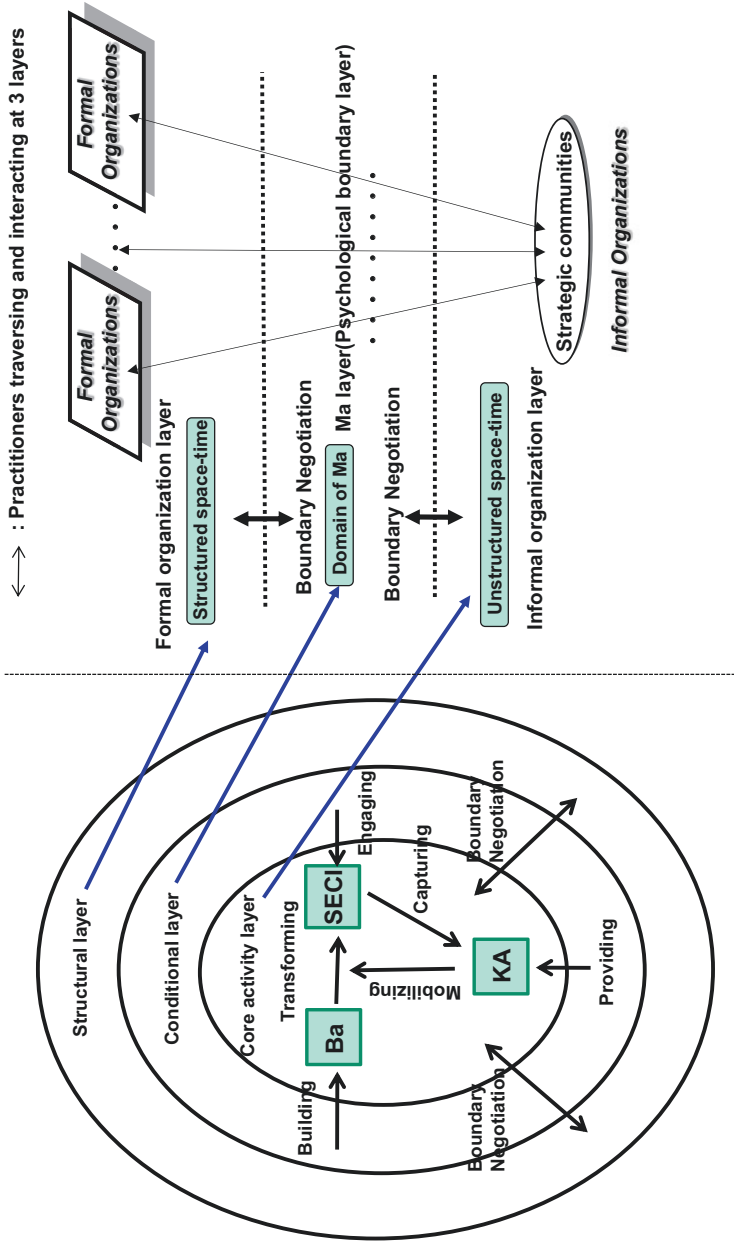 Structural layer
Conditional layer
Core activity layer
Building
Ba
Transforming
SECI
Engaging
Capturing
Mobilizing
KA
Providing
Boundary
Negotiation
Boundary
Negotiation
: Practitioners traversing and interacting at 3 layers
Formal organization layer
Structured space-time
Formal
Organizations
• • • •
Formal
Organizations
Boundary Negotiation
Domain of Ma
Ma layer(Psychological boundary layer)
Boundary Negotiation
Unstructured space-time
Informal organization layer
Strategic communities
Informal Organizations